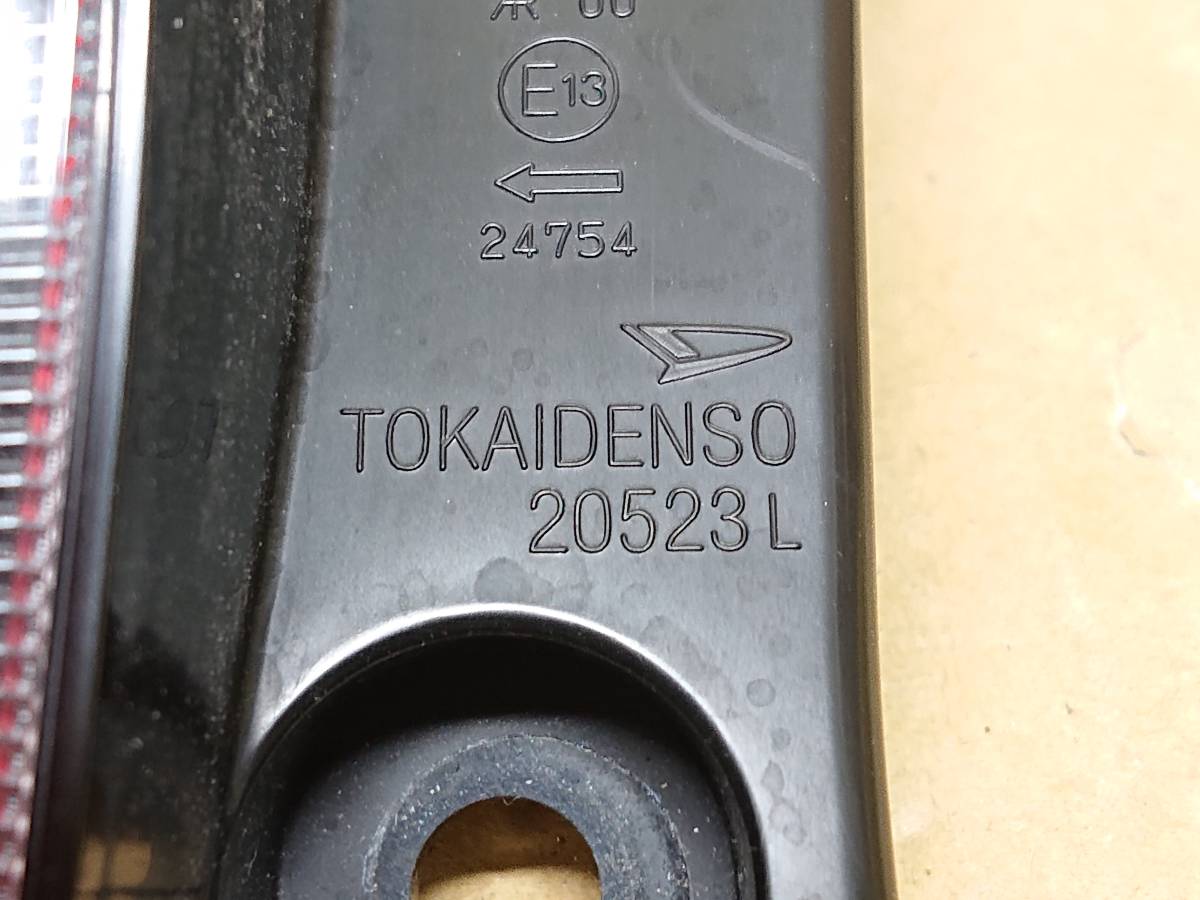 E13
24754
TOKAIDENSO
20523 L